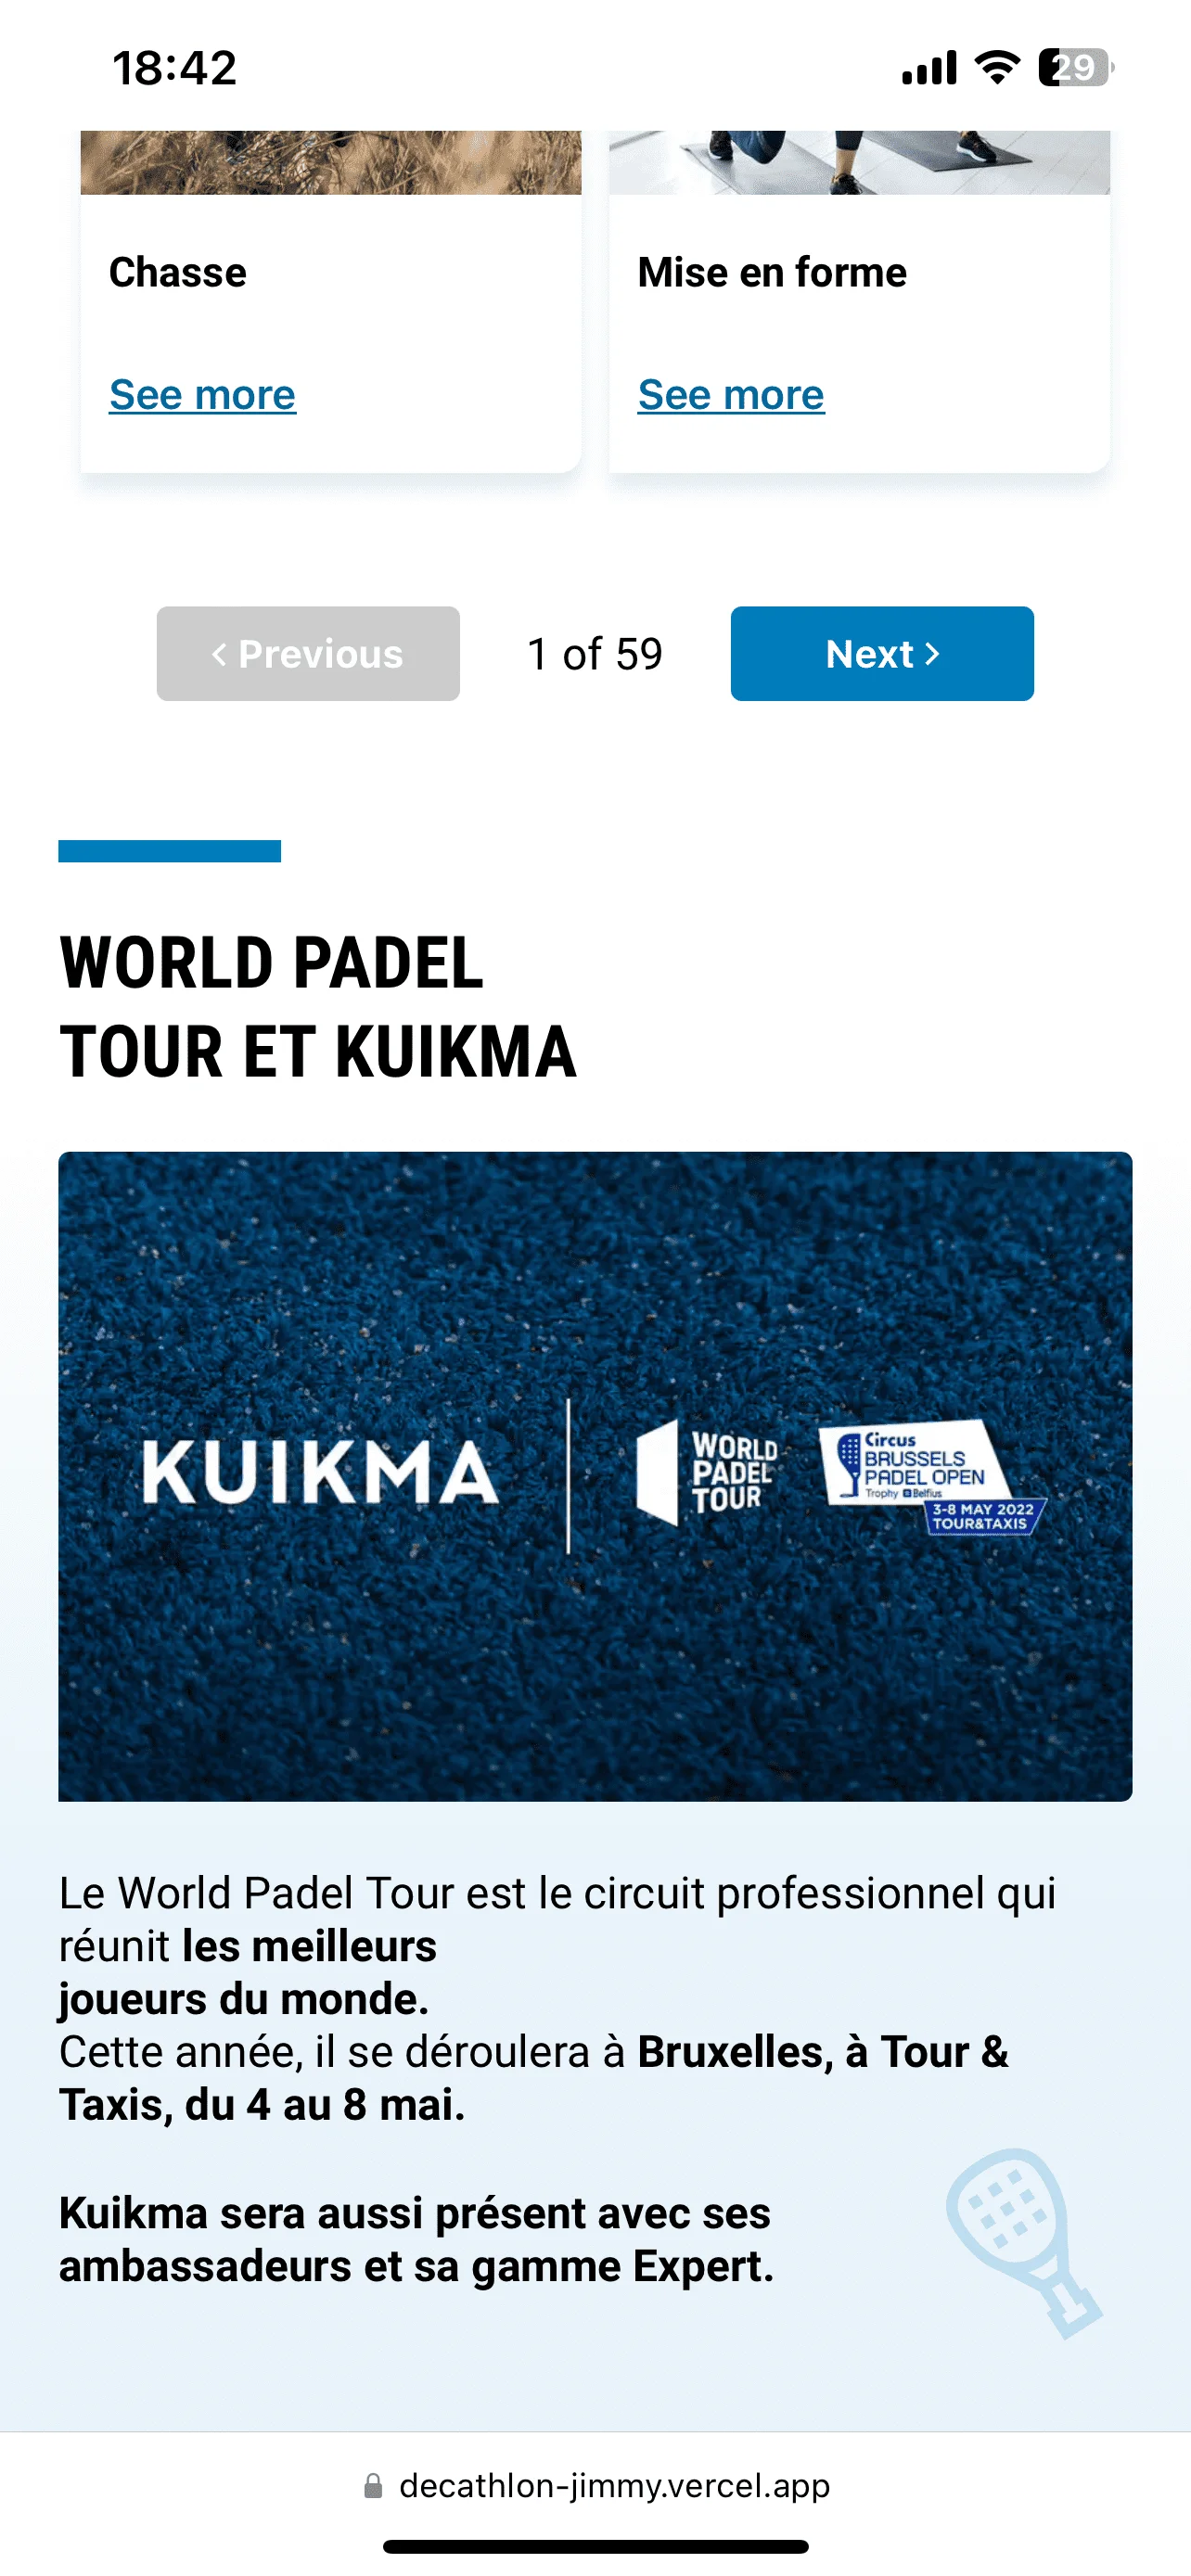 18:42
29
Chasse
Mise en forme
See more
See more
‹ Previous
1 of 59
Next ›
WORLD PADEL
TOUR ET KUIKMA
KUIKMA
WORLD
PADEL
TOUR
Circus
BRUSSELS
PADEL OPEN
Trophy Belfius
3-8 MAY 2022
TOUR&TAXIS
Le World Padel Tour est le circuit professionnel qui
réunit les meilleurs
joueurs du monde.
Cette année, il se déroulera à Bruxelles, à Tour &
Taxis, du 4 au 8 mai.
Kuikma sera aussi présent avec ses
ambassadeurs et sa gamme Expert.
decathlon-jimmy.vercel.app